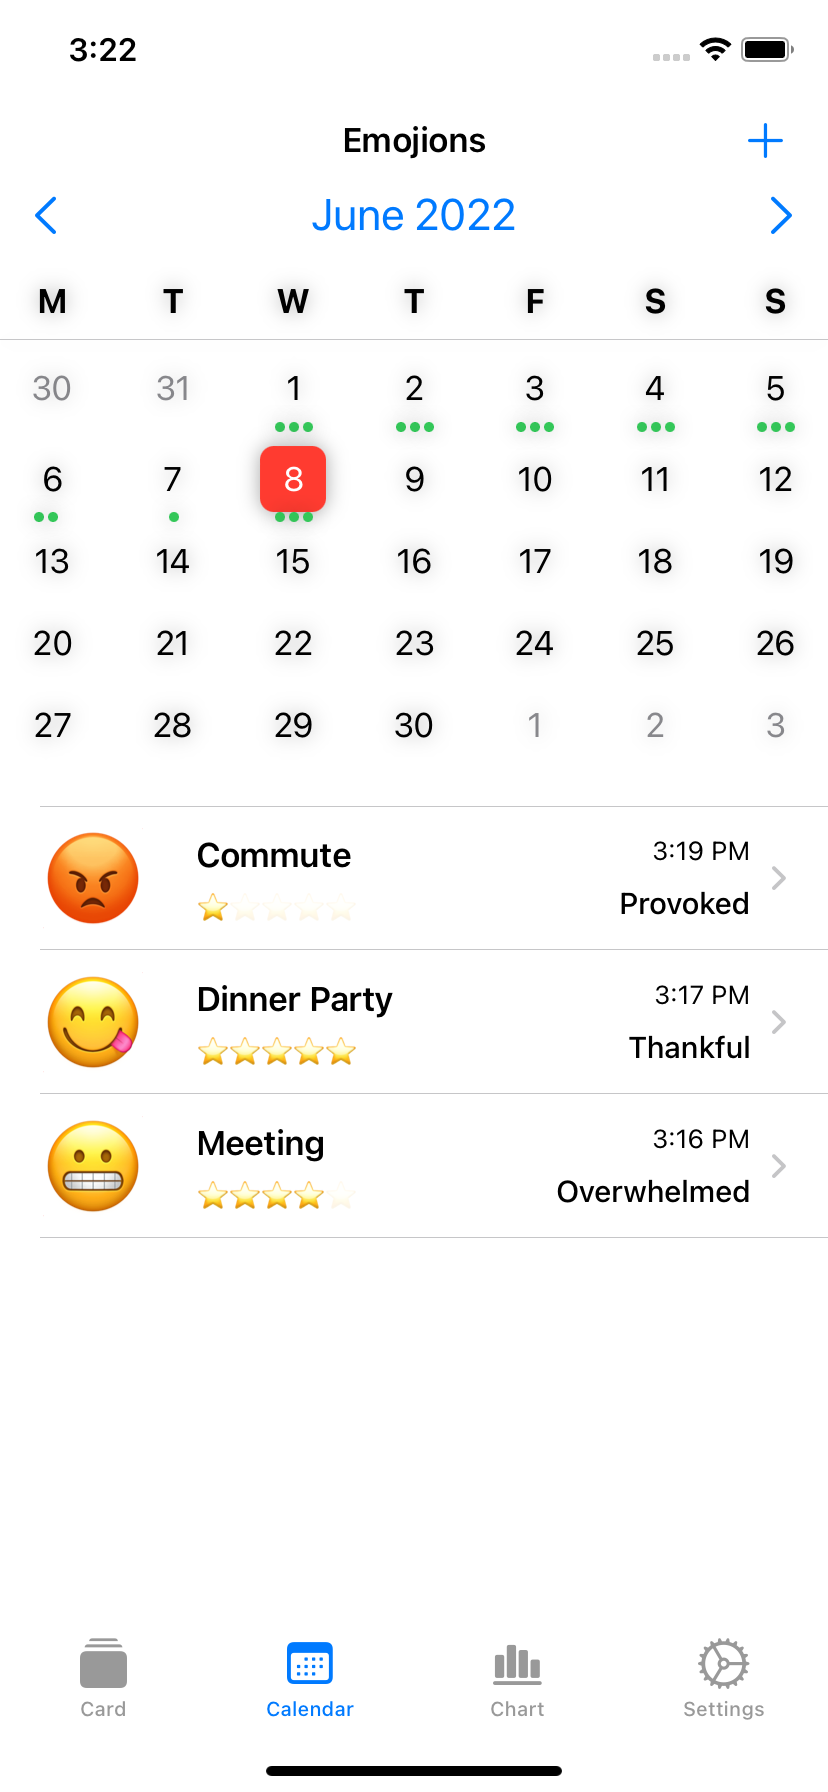 3:22
Emojions
June 2022
M T W T F S S
30 31 1 2 3 4 5
6 7 8 9 10 11 12
13 14 15 16 17 18 19
20 21 22 23 24 25 26
27 28 29 30 1 2 3
Commute 3:19 PM
Provoked
Dinner Party 3:17 PM
Thankful
Meeting 3:16 PM
Overwhelmed
Card Calendar Chart Settings